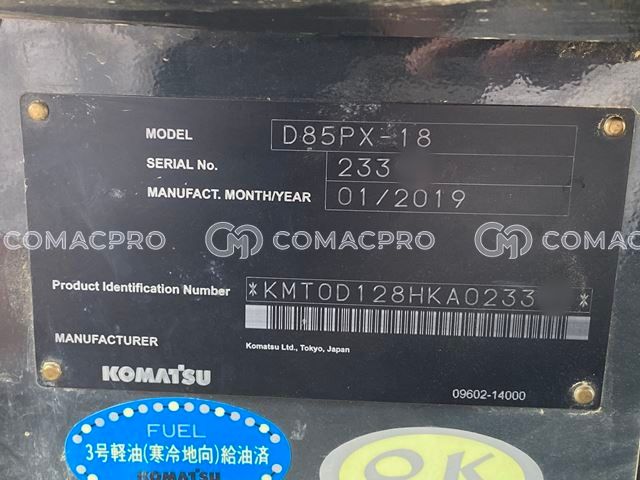 MODEL D85PX-18
SERIAL No. 233
MANUFACT. MONTH/YEAR 01/2019
COMACPRO COMACPRO COMACPRO
Product Identification Number *KMT0D128HKA0233 *
MANUFACTURER Komatsu Ltd., Tokyo, Japan
KOMATSU 09602-14000
FUEL
3号軽油(寒冷地向)給油済
KOMATSU
OK